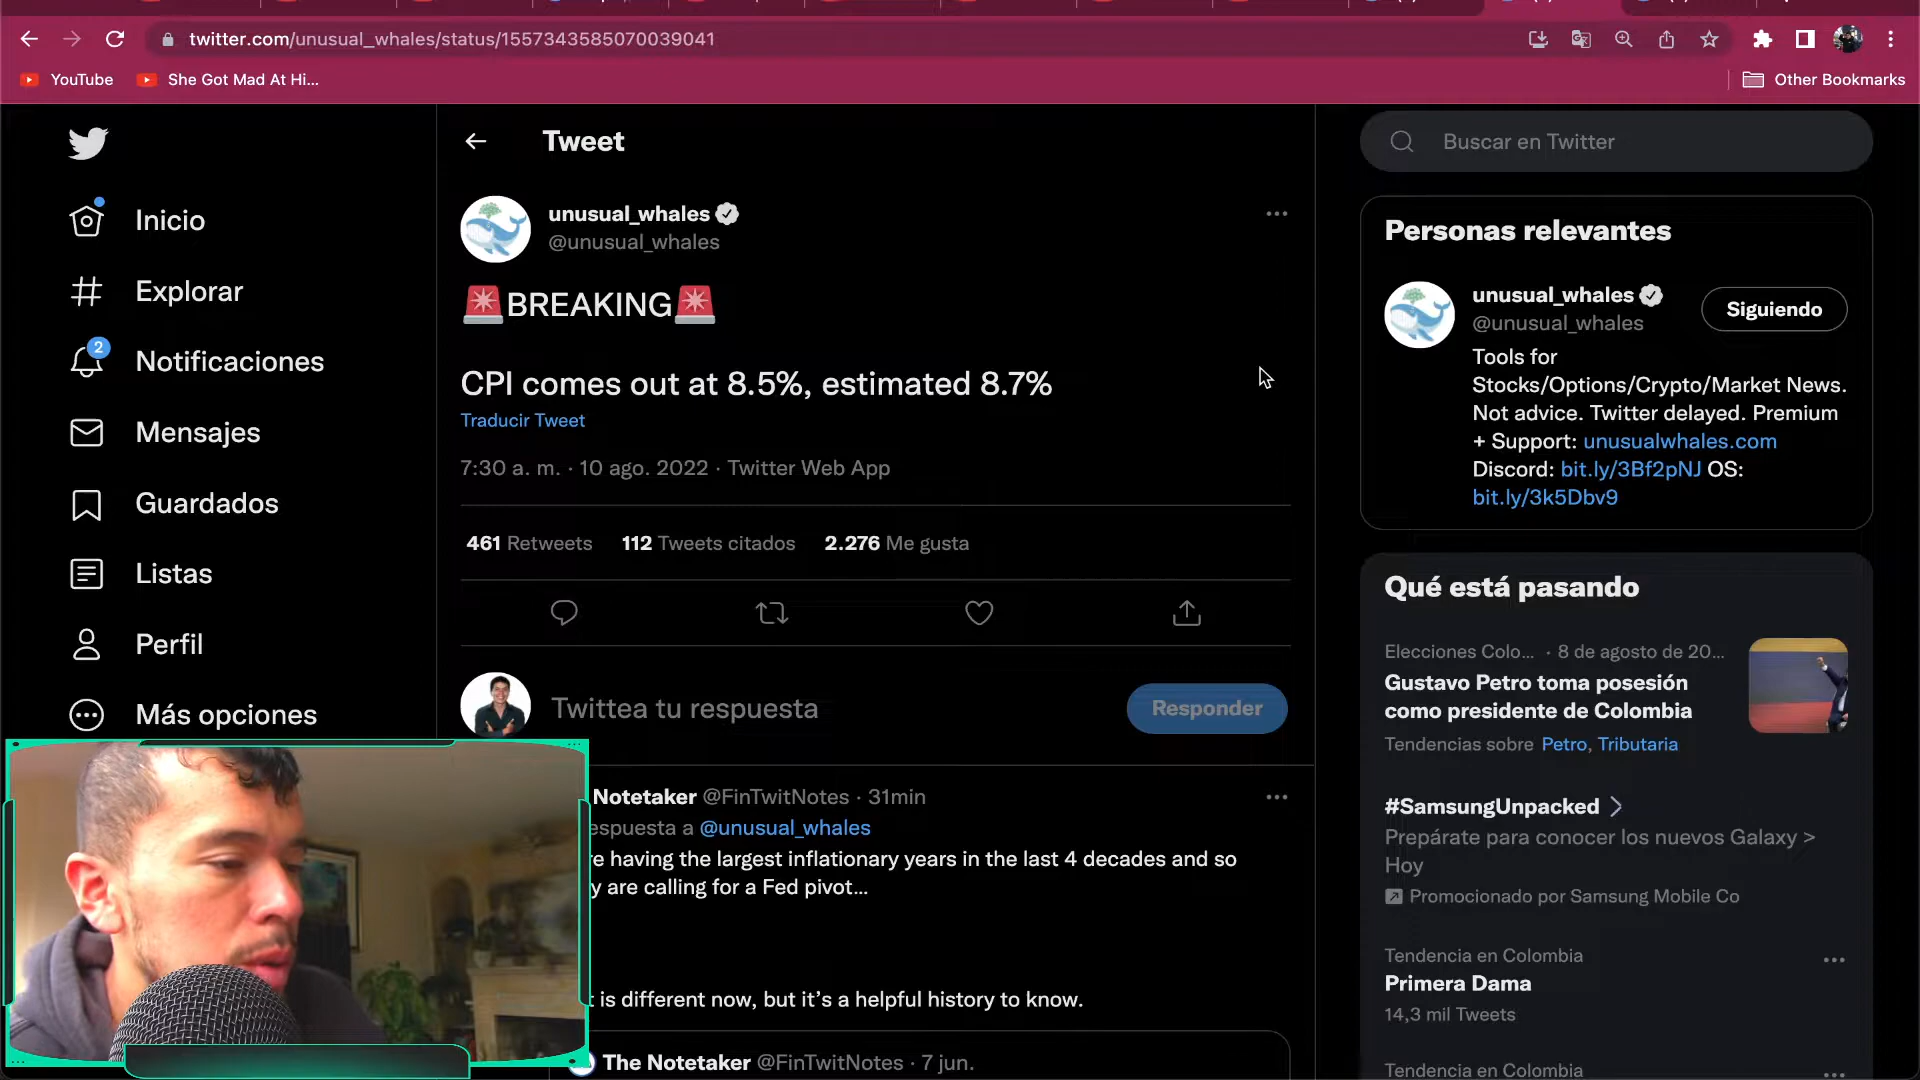 twitter.com/unusual_whales/status/1557343585070039041
YouTube
She Got Mad At Hi...
Other Bookmarks
Inicio
Explorar
2
Notificaciones
Mensajes
Guardados
Listas
Perfil
Más opciones
Tweet
unusual_whales
@unusual_whales
🚨BREAKING🚨
CPI comes out at 8.5%, estimated 8.7%
Traducir Tweet
7:30 a. m. · 10 ago. 2022 · Twitter Web App
461 Retweets 112 Tweets citados 2.276 Me gusta
Twittea tu respuesta
Responder
Notetaker @FinTwitNotes · 31min
espuesta a @unusual_whales
re having the largest inflationary years in the last 4 decades and so
y are calling for a Fed pivot...
t is different now, but it's a helpful history to know.
The Notetaker @FinTwitNotes · 7 jun.
Buscar en Twitter
Personas relevantes
unusual_whales
@unusual_whales
Siguiendo
Tools for
Stocks/Options/Crypto/Market News.
Not advice. Twitter delayed. Premium
+ Support: unusualwhales.com
Discord: bit.ly/3Bf2pNJ OS:
bit.ly/3k5Dbv9
Qué está pasando
Elecciones Colo... · 8 de agosto de 20...
Gustavo Petro toma posesión
como presidente de Colombia
Tendencias sobre Petro, Tributaria
#SamsungUnpacked
Prepárate para conocer los nuevos Galaxy >
Hoy
Promocionado por Samsung Mobile Co
Tendencia en Colombia
Primera Dama
14,3 mil Tweets
Tendencia en Colombia